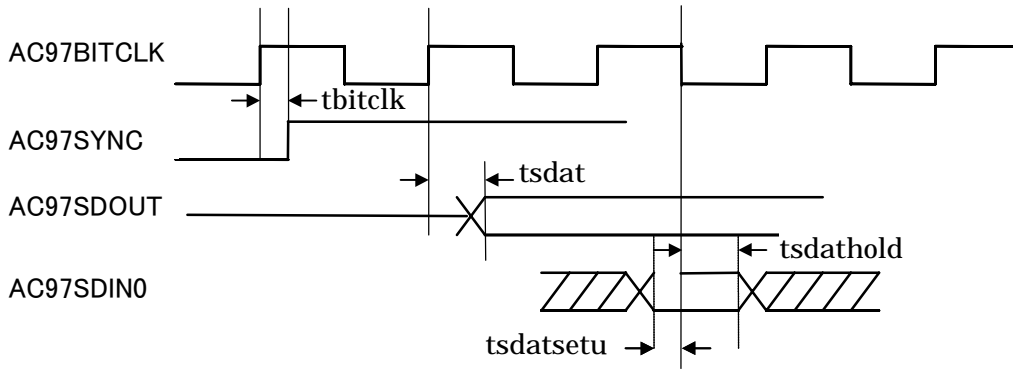 AC97BITCLK
tbitclk
AC97SYNC
tsdat
AC97SDOUT
tsdathold
AC97SDIN0
tsdatsetu